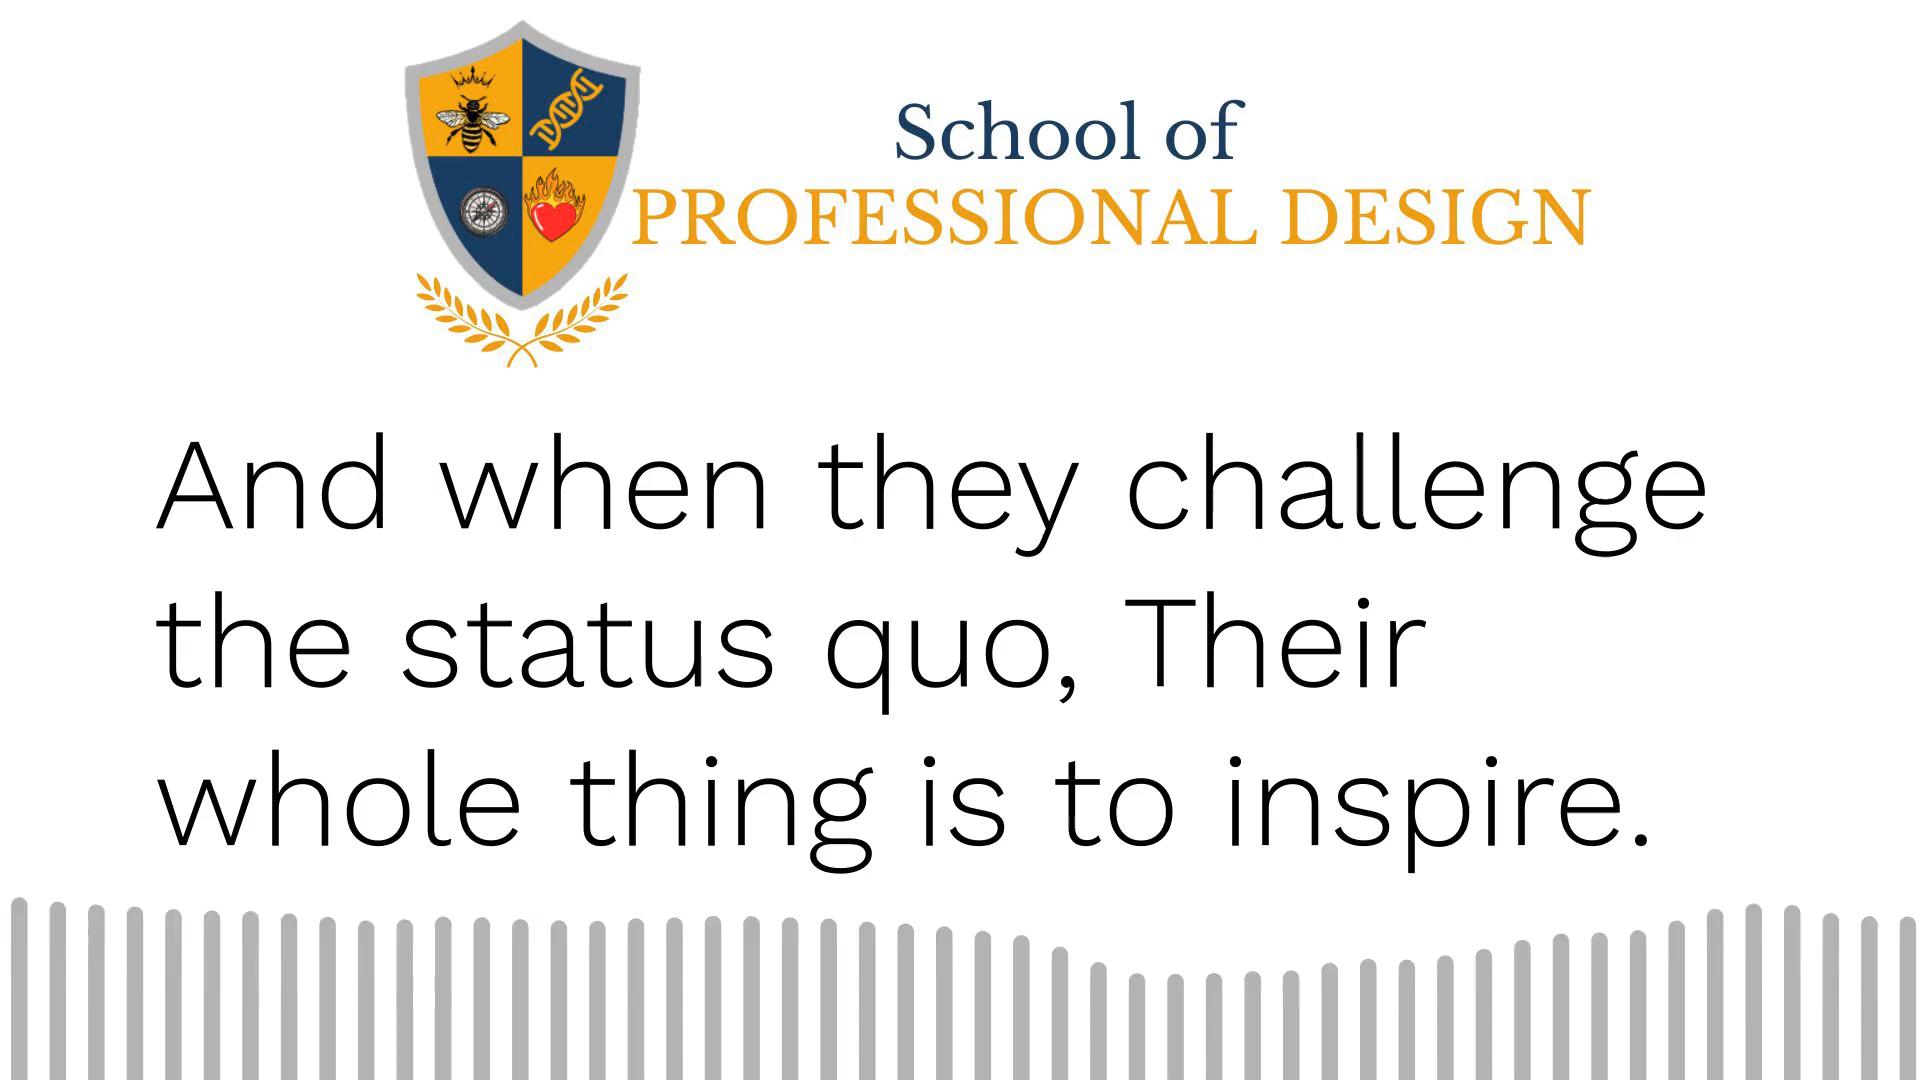 School of
PROFESSIONAL DESIGN
And when they challenge
the status quo, Their
whole thing is to inspire.